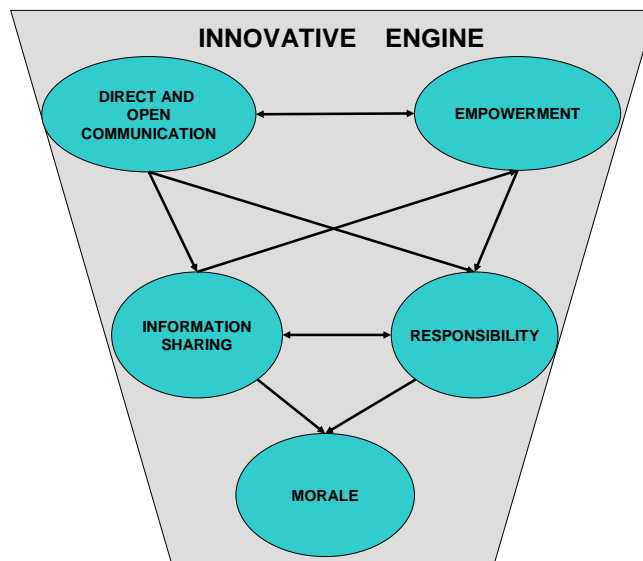 INNOVATIVE ENGINE
DIRECT AND
OPEN
COMMUNICATION
EMPOWERMENT
INFORMATION
SHARING
RESPONSIBILITY
MORALE